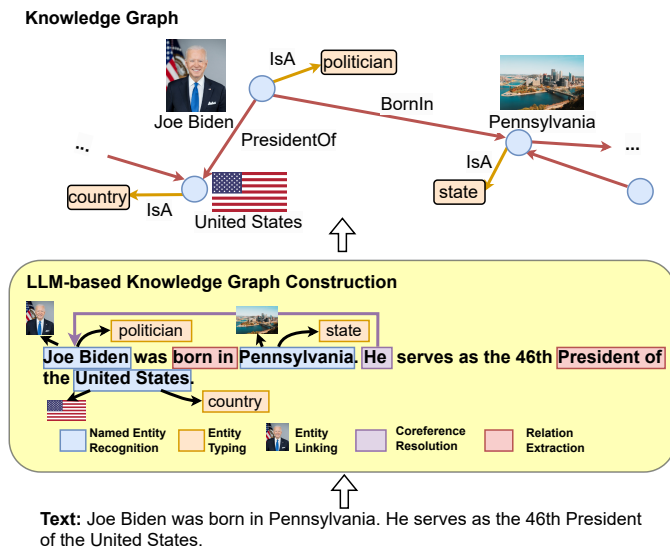 Knowledge Graph
IsA
politician
Joe Biden
BornIn
Pennsylvania
PresidentOf
...
...
IsA
country
IsA
state
United States
LLM-based Knowledge Graph Construction
politician
state
Joe Biden was born in Pennsylvania. He serves as the 46th President of
the United States.
country
Named Entity Recognition
Entity Typing
Entity Linking
Coreference Resolution
Relation Extraction
Text: Joe Biden was born in Pennsylvania. He serves as the 46th President
of the United States.